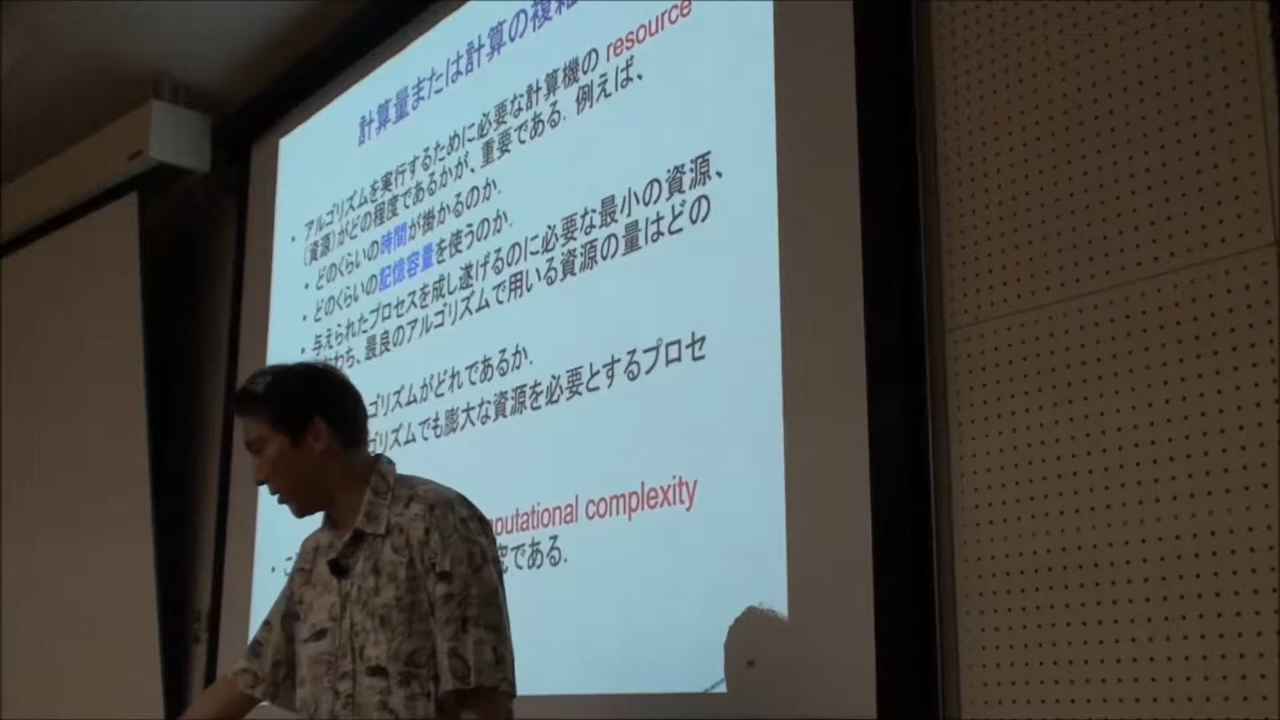 計算量または計算の複雑
• アルゴリズムを実行するために必要な計算機の resource
(資源)がどの程度であるかが、重要である. 例えば、
• どのくらいの時間が掛かるのか.
• どのくらいの記憶容量を使うのか.
• 与えられたプロセスを成し遂げるのに必要な最小の資源、
わち、最良のアルゴリズムで用いる資源の量はどの
ゴリズムがどれであるか.
ゴリズムでも膨大な資源を必要とするプロセ
putational complexity
• こ
究である.